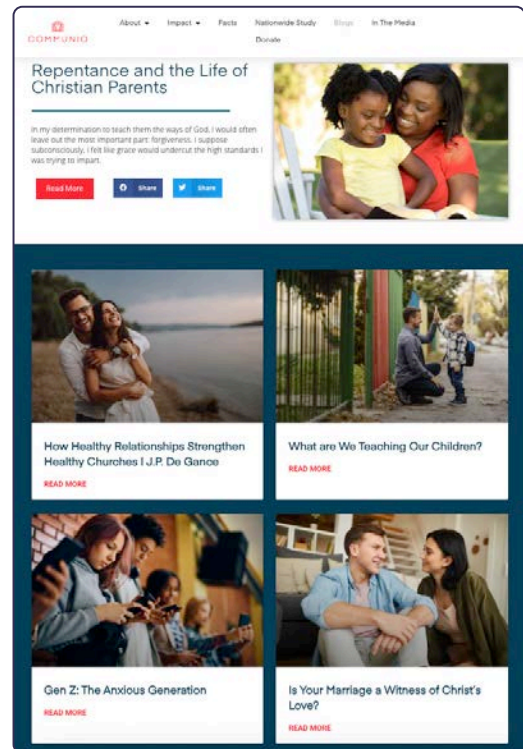 COMMUNIO
About
Impact
Facts
Nationwide Study
Blogs
In The Media
Donate
Repentance and the Life of
Christian Parents
In my determination to teach them the ways of God, I would often
leave out the most important part: forgiveness. I suppose
subconsciously, I felt like grace would undercut the high standards I
was trying to impart.
Read More
Share
Share
How Healthy Relationships Strengthen
Healthy Churches | J.P. De Gance
READ MORE
What are We Teaching Our Children?
READ MORE
Gen Z: The Anxious Generation
READ MORE
Is Your Marriage a Witness of Christ's
Love?
READ MORE